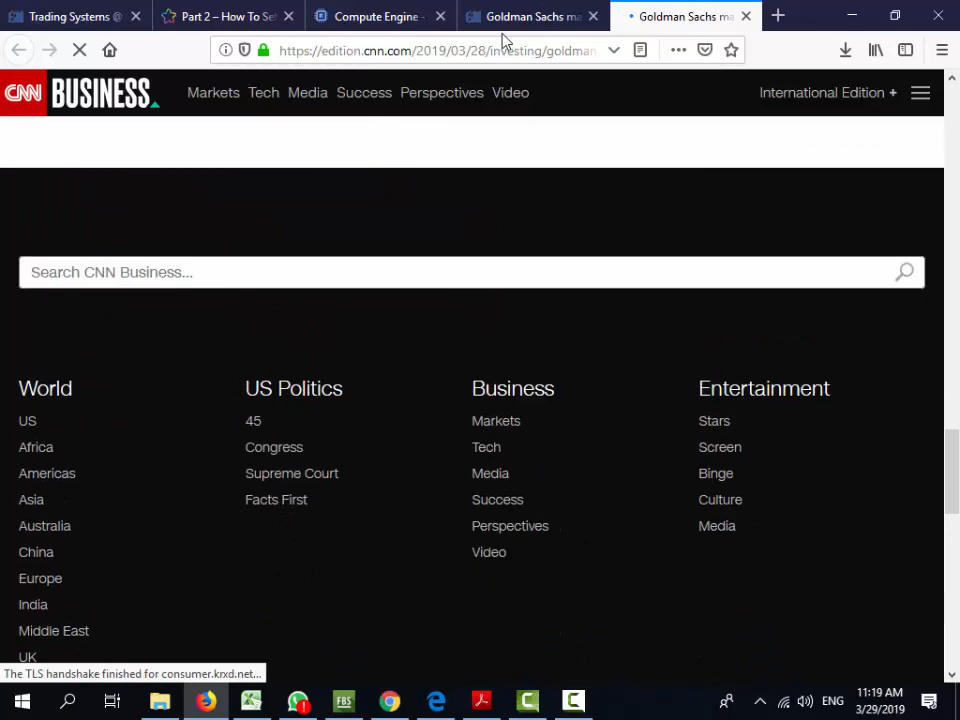 Trading Systems @
Part 2 – How To Se
Compute Engine -
Goldman Sachs ma
Goldman Sachs ma
https://edition.cnn.com/2019/03/28/investing/goldman
CNN BUSINESS
Markets Tech Media Success Perspectives Video
International Edition +
Search CNN Business...
World
US
Africa
Americas
Asia
Australia
China
Europe
India
Middle East
UK
US Politics
45
Congress
Supreme Court
Facts First
Business
Markets
Tech
Media
Success
Perspectives
Video
Entertainment
Stars
Screen
Binge
Culture
Media
The TLS handshake finished for consumer.krxd.net...
FBS
ENG
11:19 AM
3/29/2019